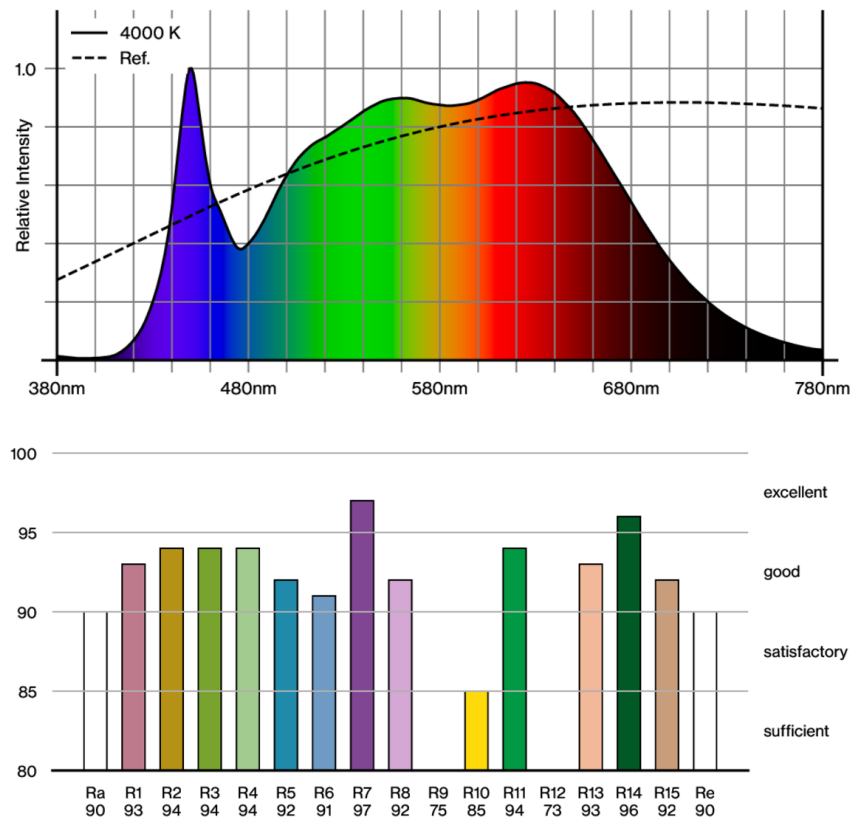 4000 K
Ref.
1.0
Relative Intensity
380nm 480nm 580nm 680nm 780nm
100
excellent
95
good
90
satisfactory
85
sufficient
80
Ra R1 R2 R3 R4 R5 R6 R7 R8 R9 R10 R11 R12 R13 R14 R15 Re
90 93 94 94 94 92 91 97 92 75 85 94 73 93 96 92 90